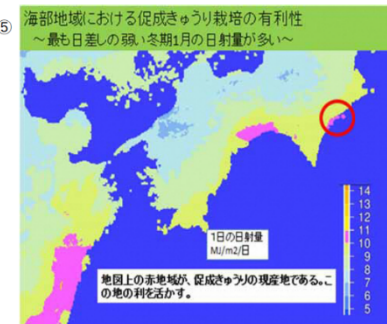 ⑤
海部地域における促成きゅうり栽培の有利性
～最も日差しの弱い冬期1月の日射量が多い～
14
13
12
11
10
9
8
7
6
5
1日の日射量
MJ/m2/日
地図上の赤地域が、促成きゅうりの現産地である。こ
の地の利を活かす。